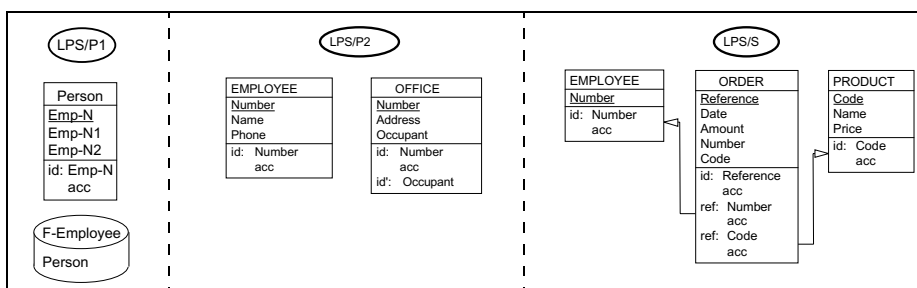 LPS/P1
Person
Emp-N
Emp-N1
Emp-N2
id: Emp-N
acc
F-Employee
Person
LPS/P2
EMPLOYEE
Number
Name
Phone
id: Number
acc
OFFICE
Number
Address
Occupant
id: Number
acc
id': Occupant
LPS/S
EMPLOYEE
Number
id: Number
acc
ORDER
Reference
Date
Amount
Number
Code
id: Reference
acc
ref: Number
acc
ref: Code
acc
PRODUCT
Code
Name
Price
id: Code
acc